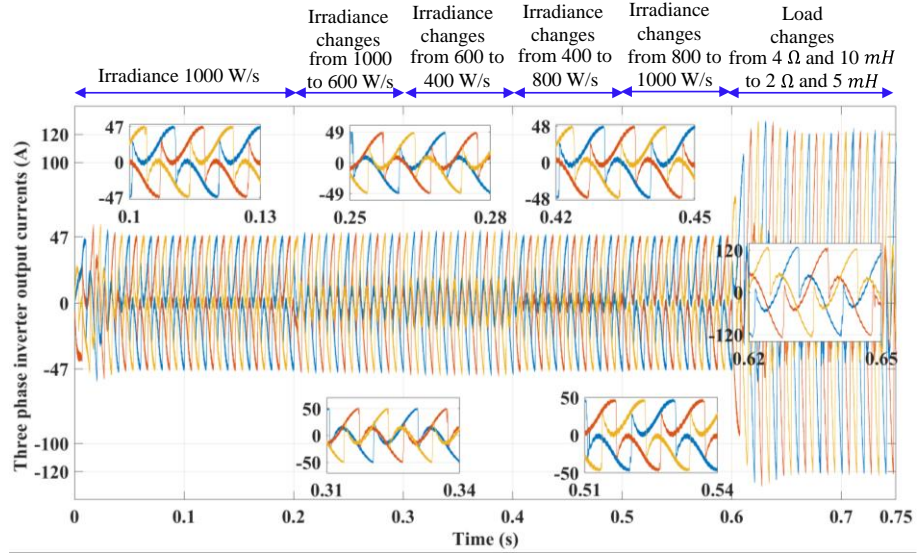 Irradiance 1000 W/s
Irradiance
changes
from 1000
to 600 W/s
Irradiance
changes
from 600 to
400 W/s
Irradiance
changes
from 400 to
800 W/s
Irradiance
changes
from 800 to
1000 W/s
Load
changes
from 4 Ω and 10 mH
to 2 Ω and 5 mH
Three phase inverter output currents (A)
120
100
47
0
-47
-100
-120
47
0
-47
0.1
0.13
49
0
-49
0.25
0.28
48
0
-48
0.42
0.45
120
0
-120
0.62
0.65
50
0
-50
0.31
0.34
50
0
50
0.51
0.54
0
0.1
0.2
0.3
0.4
0.5
0.6
0.7
0.75
Time (s)